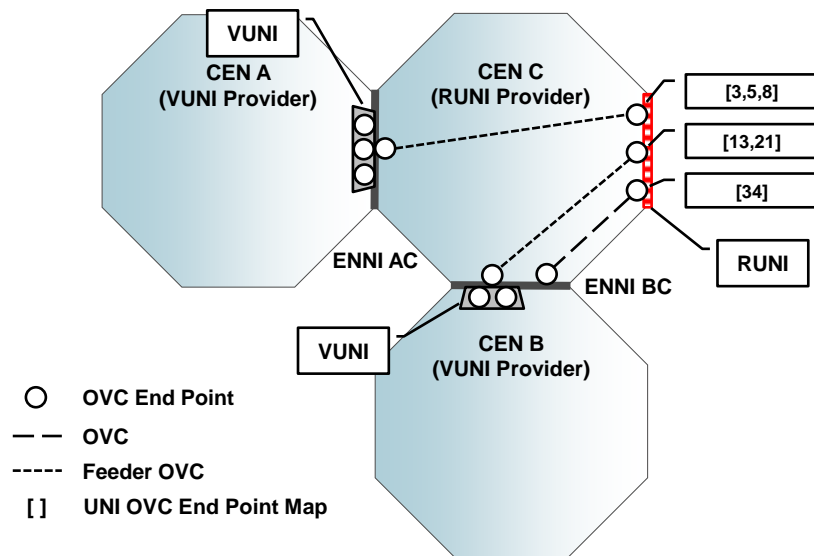 VUNI
CEN A
(VUNI Provider)
CEN C
(RUNI Provider)
[3,5,8]
[13,21]
[34]
RUNI
ENNI AC
ENNI BC
VUNI
CEN B
(VUNI Provider)
OVC End Point
OVC
Feeder OVC
[ ] UNI OVC End Point Map